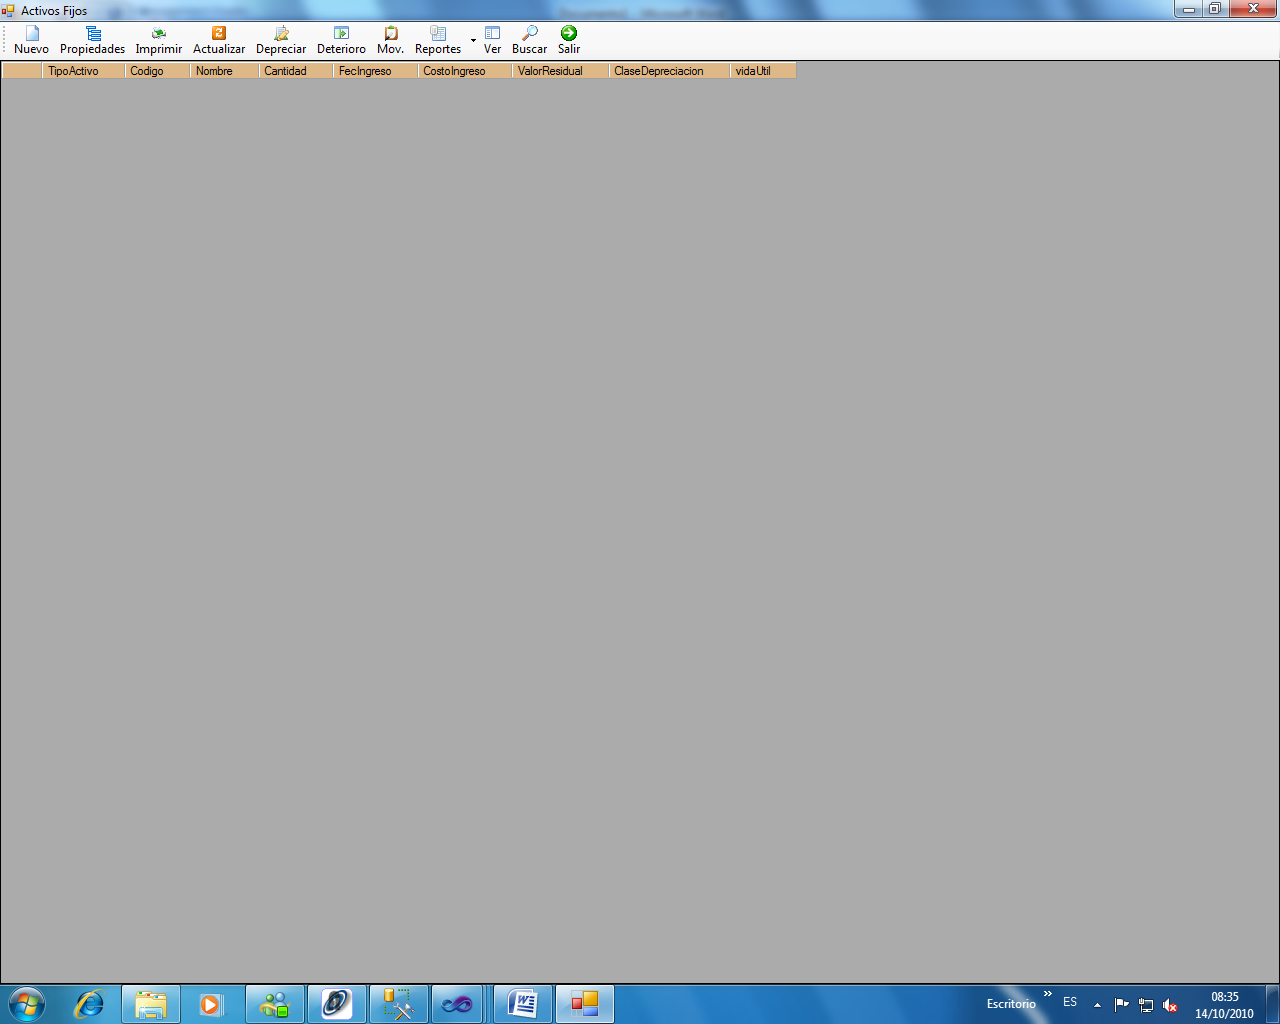 Activos Fijos
Nuevo Propiedades Imprimir Actualizar Depreciar Deterioro Mov. Reportes Ver Buscar Salir
TipoActivo Codigo Nombre Cantidad FecIngreso CostoIngreso ValorResidual ClaseDepreciacion vidaUtil
Escritorio » ES 08:35
14/10/2010